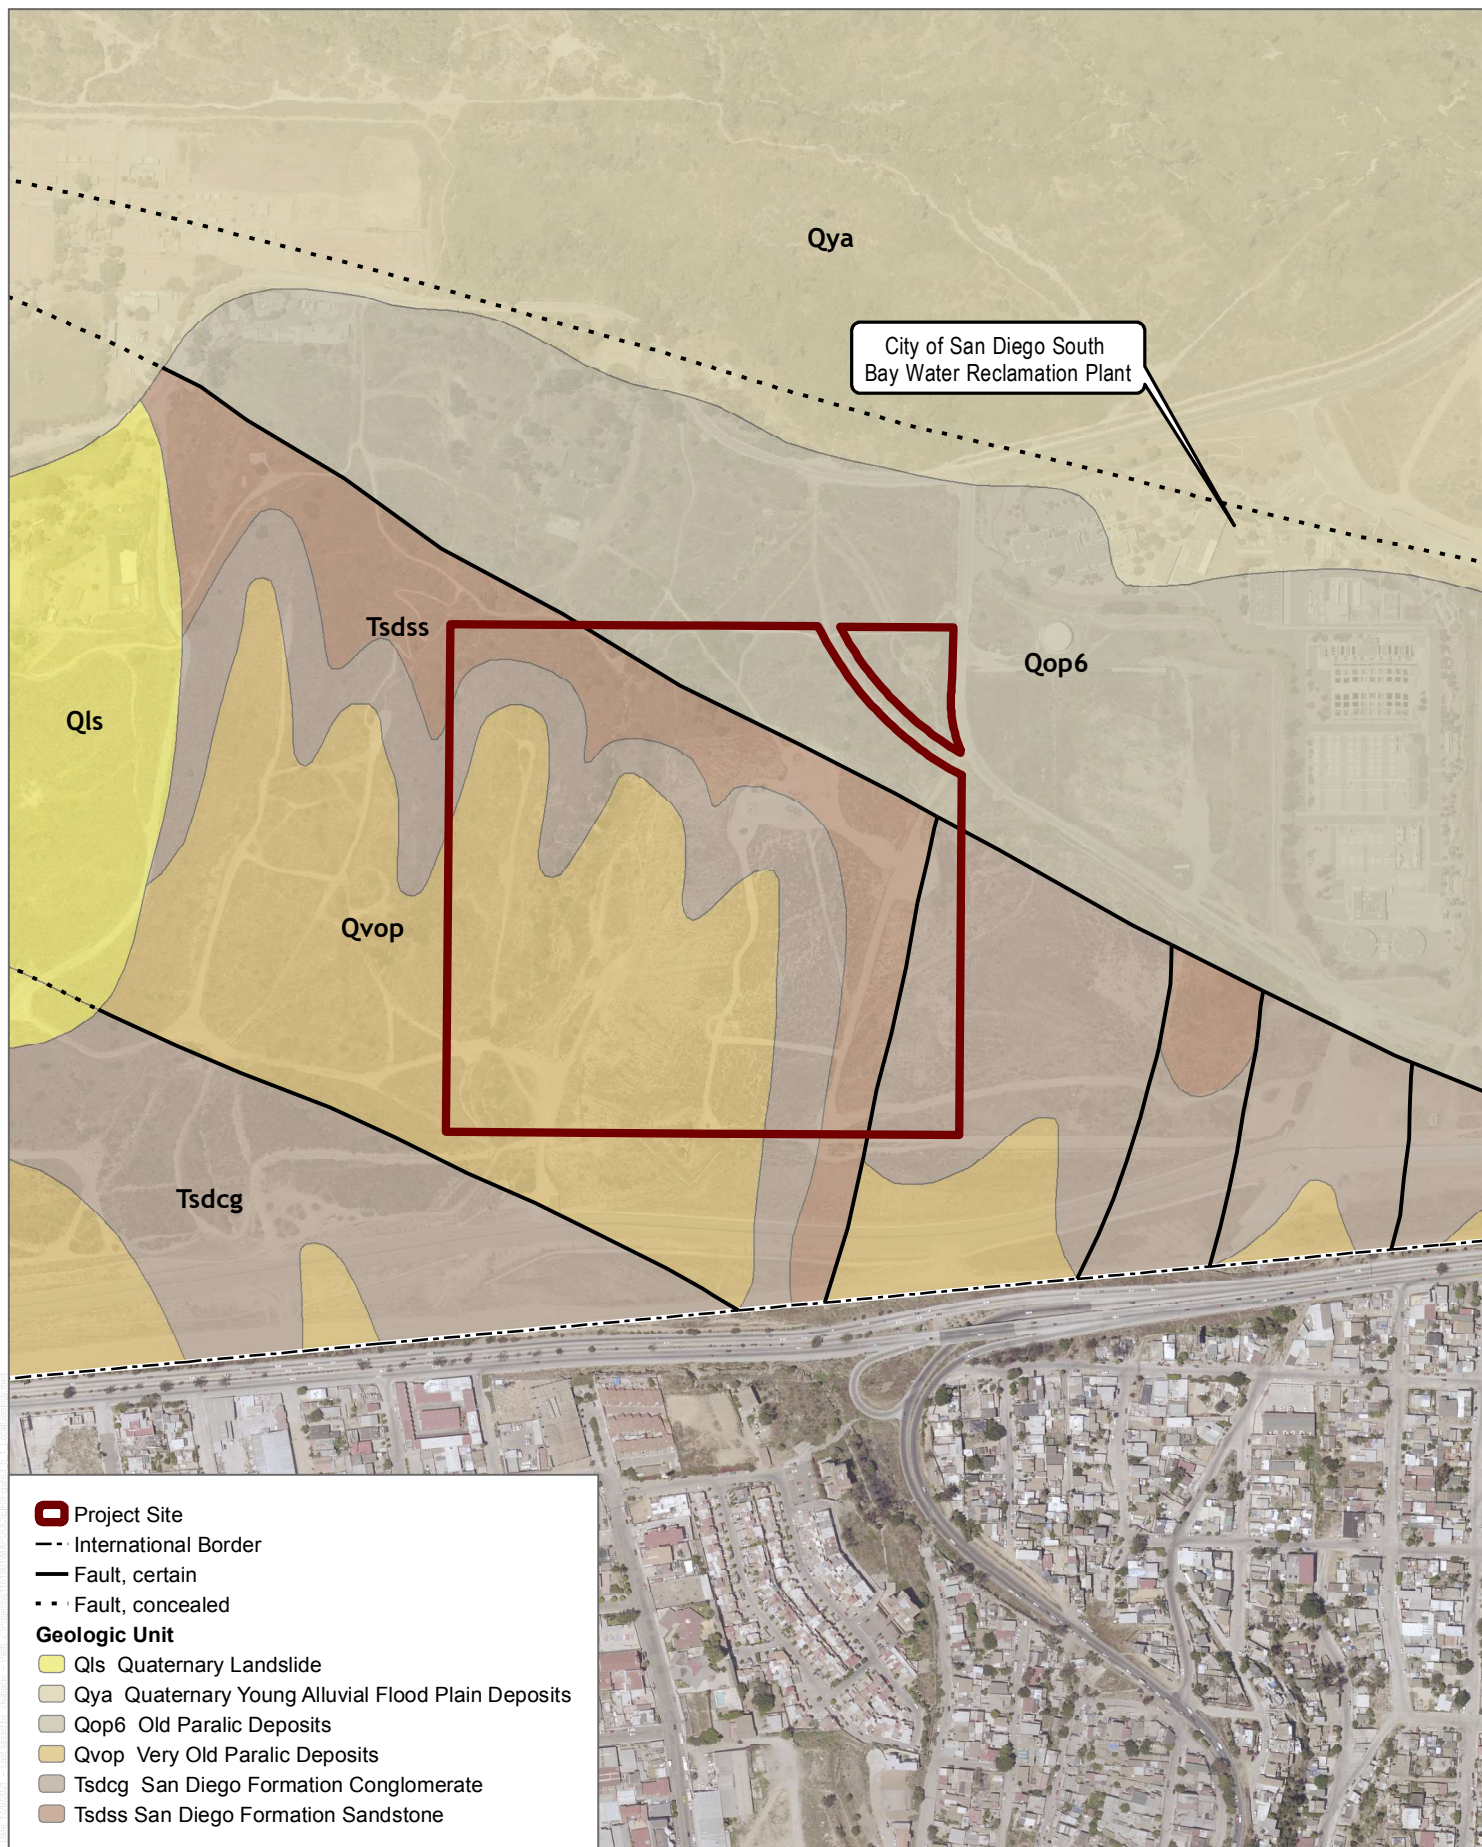 Qya
City of San Diego South
Bay Water Reclamation Plant
Tsdss
Qop6
Qls
Qvop
Tsdcg
Project Site
International Border
Fault, certain
Fault, concealed
Geologic Unit
Qls Quaternary Landslide
Qya Quaternary Young Alluvial Flood Plain Deposits
Qop6 Old Paralic Deposits
Qvop Very Old Paralic Deposits
Tsdcg San Diego Formation Conglomerate
Tsdss San Diego Formation Sandstone